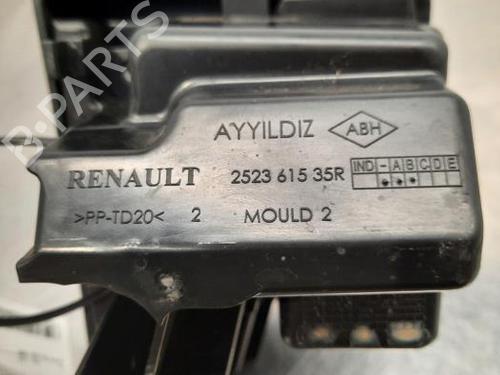 B-PARTS
AYYILDIZ ABH
RENAULT 2523 615 35R IND - A B C D E
>PP-TD20< 2 MOULD 2